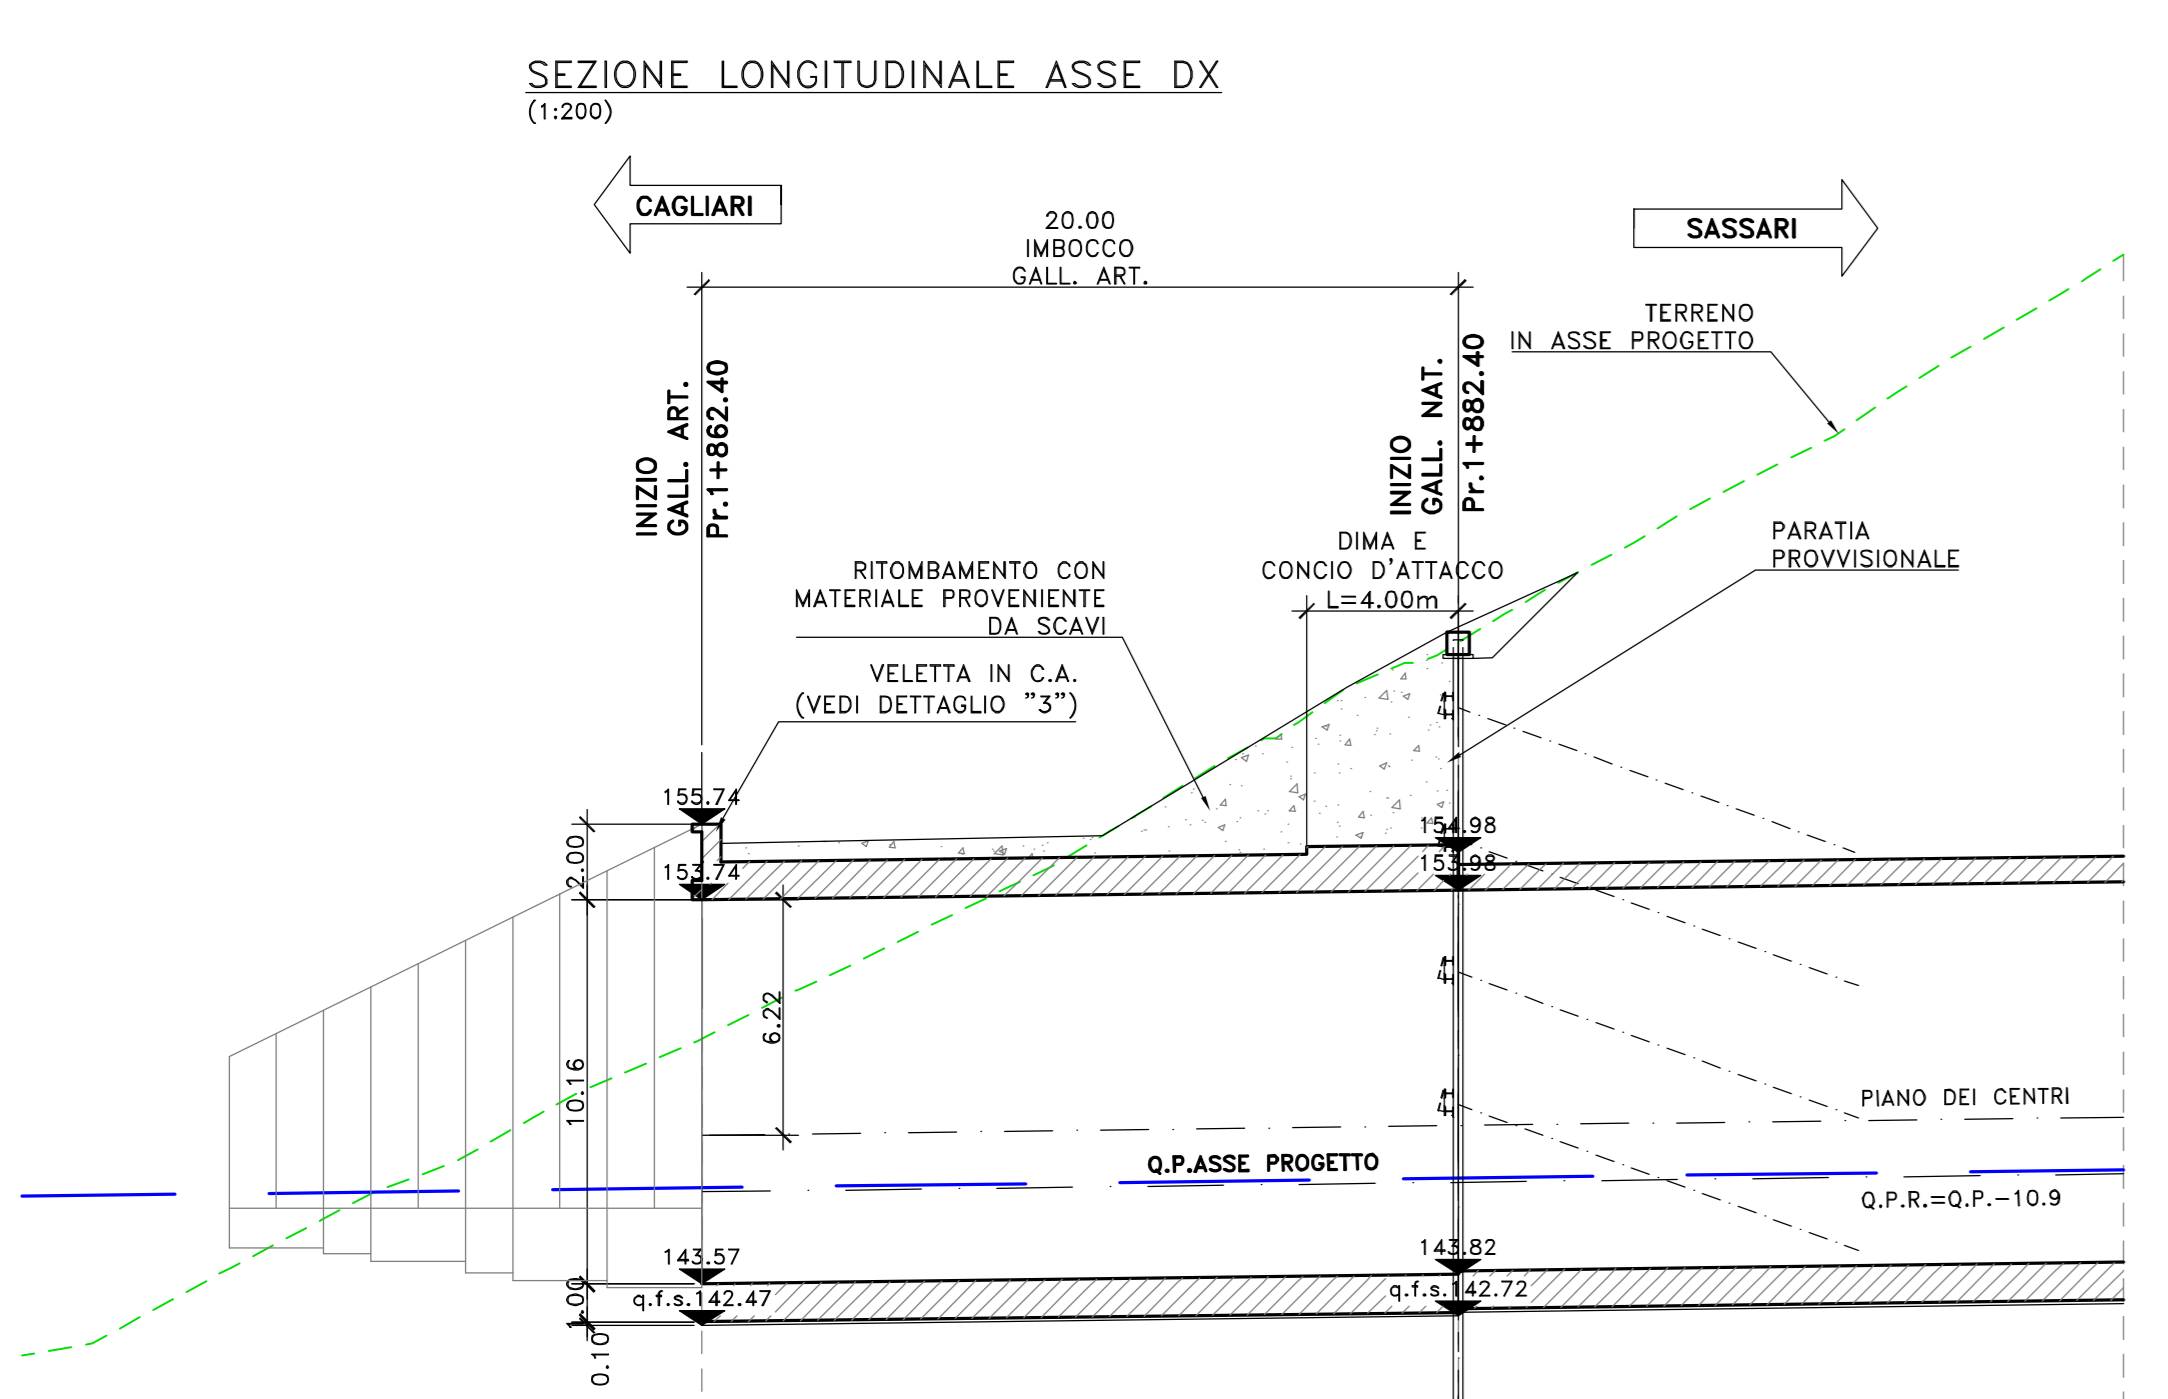 SEZIONE LONGITUDINALE ASSE DX
(1:200)
CAGLIARI
SASSARI
20.00
IMBOCCO
GALL. ART.
TERRENO
IN ASSE PROGETTO
INIZIO
GALL. ART.
Pr.1+862.40
INIZIO
GALL. NAT.
Pr.1+882.40
PARATIA
PROVVISIONALE
DIMA E
CONCIO D'ATTACCO
L=4.00m
RITOMBAMENTO CON
MATERIALE PROVENIENTE
DA SCAVI
VELETTA IN C.A.
(VEDI DETTAGLIO "3")
155.74
154.98
2.00
153.74
153.98
6.22
10.16
PIANO DEI CENTRI
Q.P.ASSE PROGETTO
Q.P.R.=Q.P.-10.9
143.57
143.82
1.00
q.f.s.142.47
q.f.s.142.72
0.10